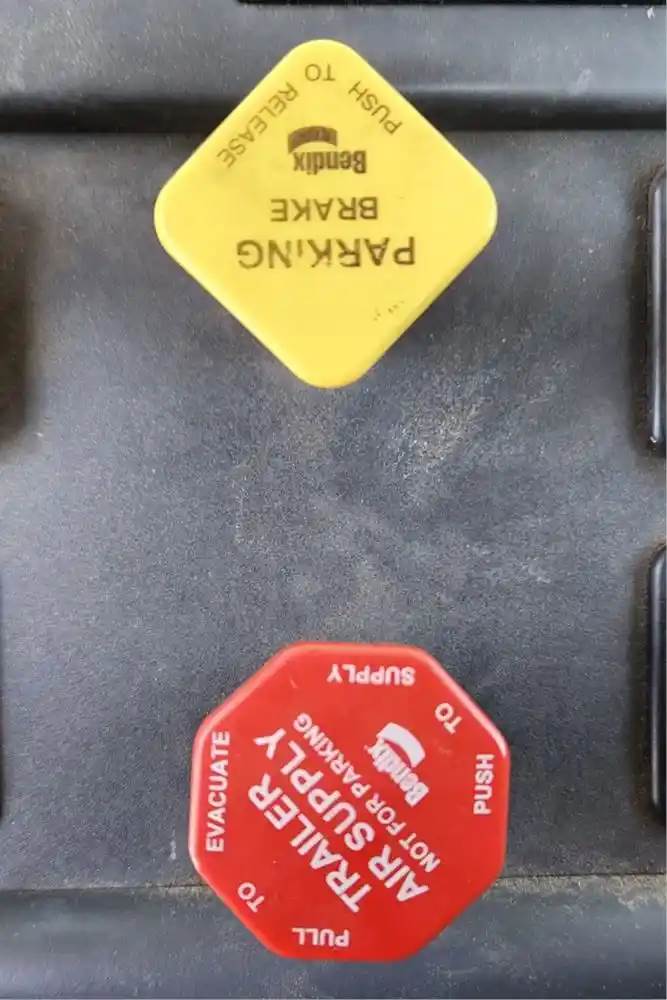 PARKING
BRAKE
Bendix
PUSH TO RELEASE
PULL TO EVACUATE
TRAILER
AIR SUPPLY
NOT FOR PARKING
Bendix
PUSH TO SUPPLY